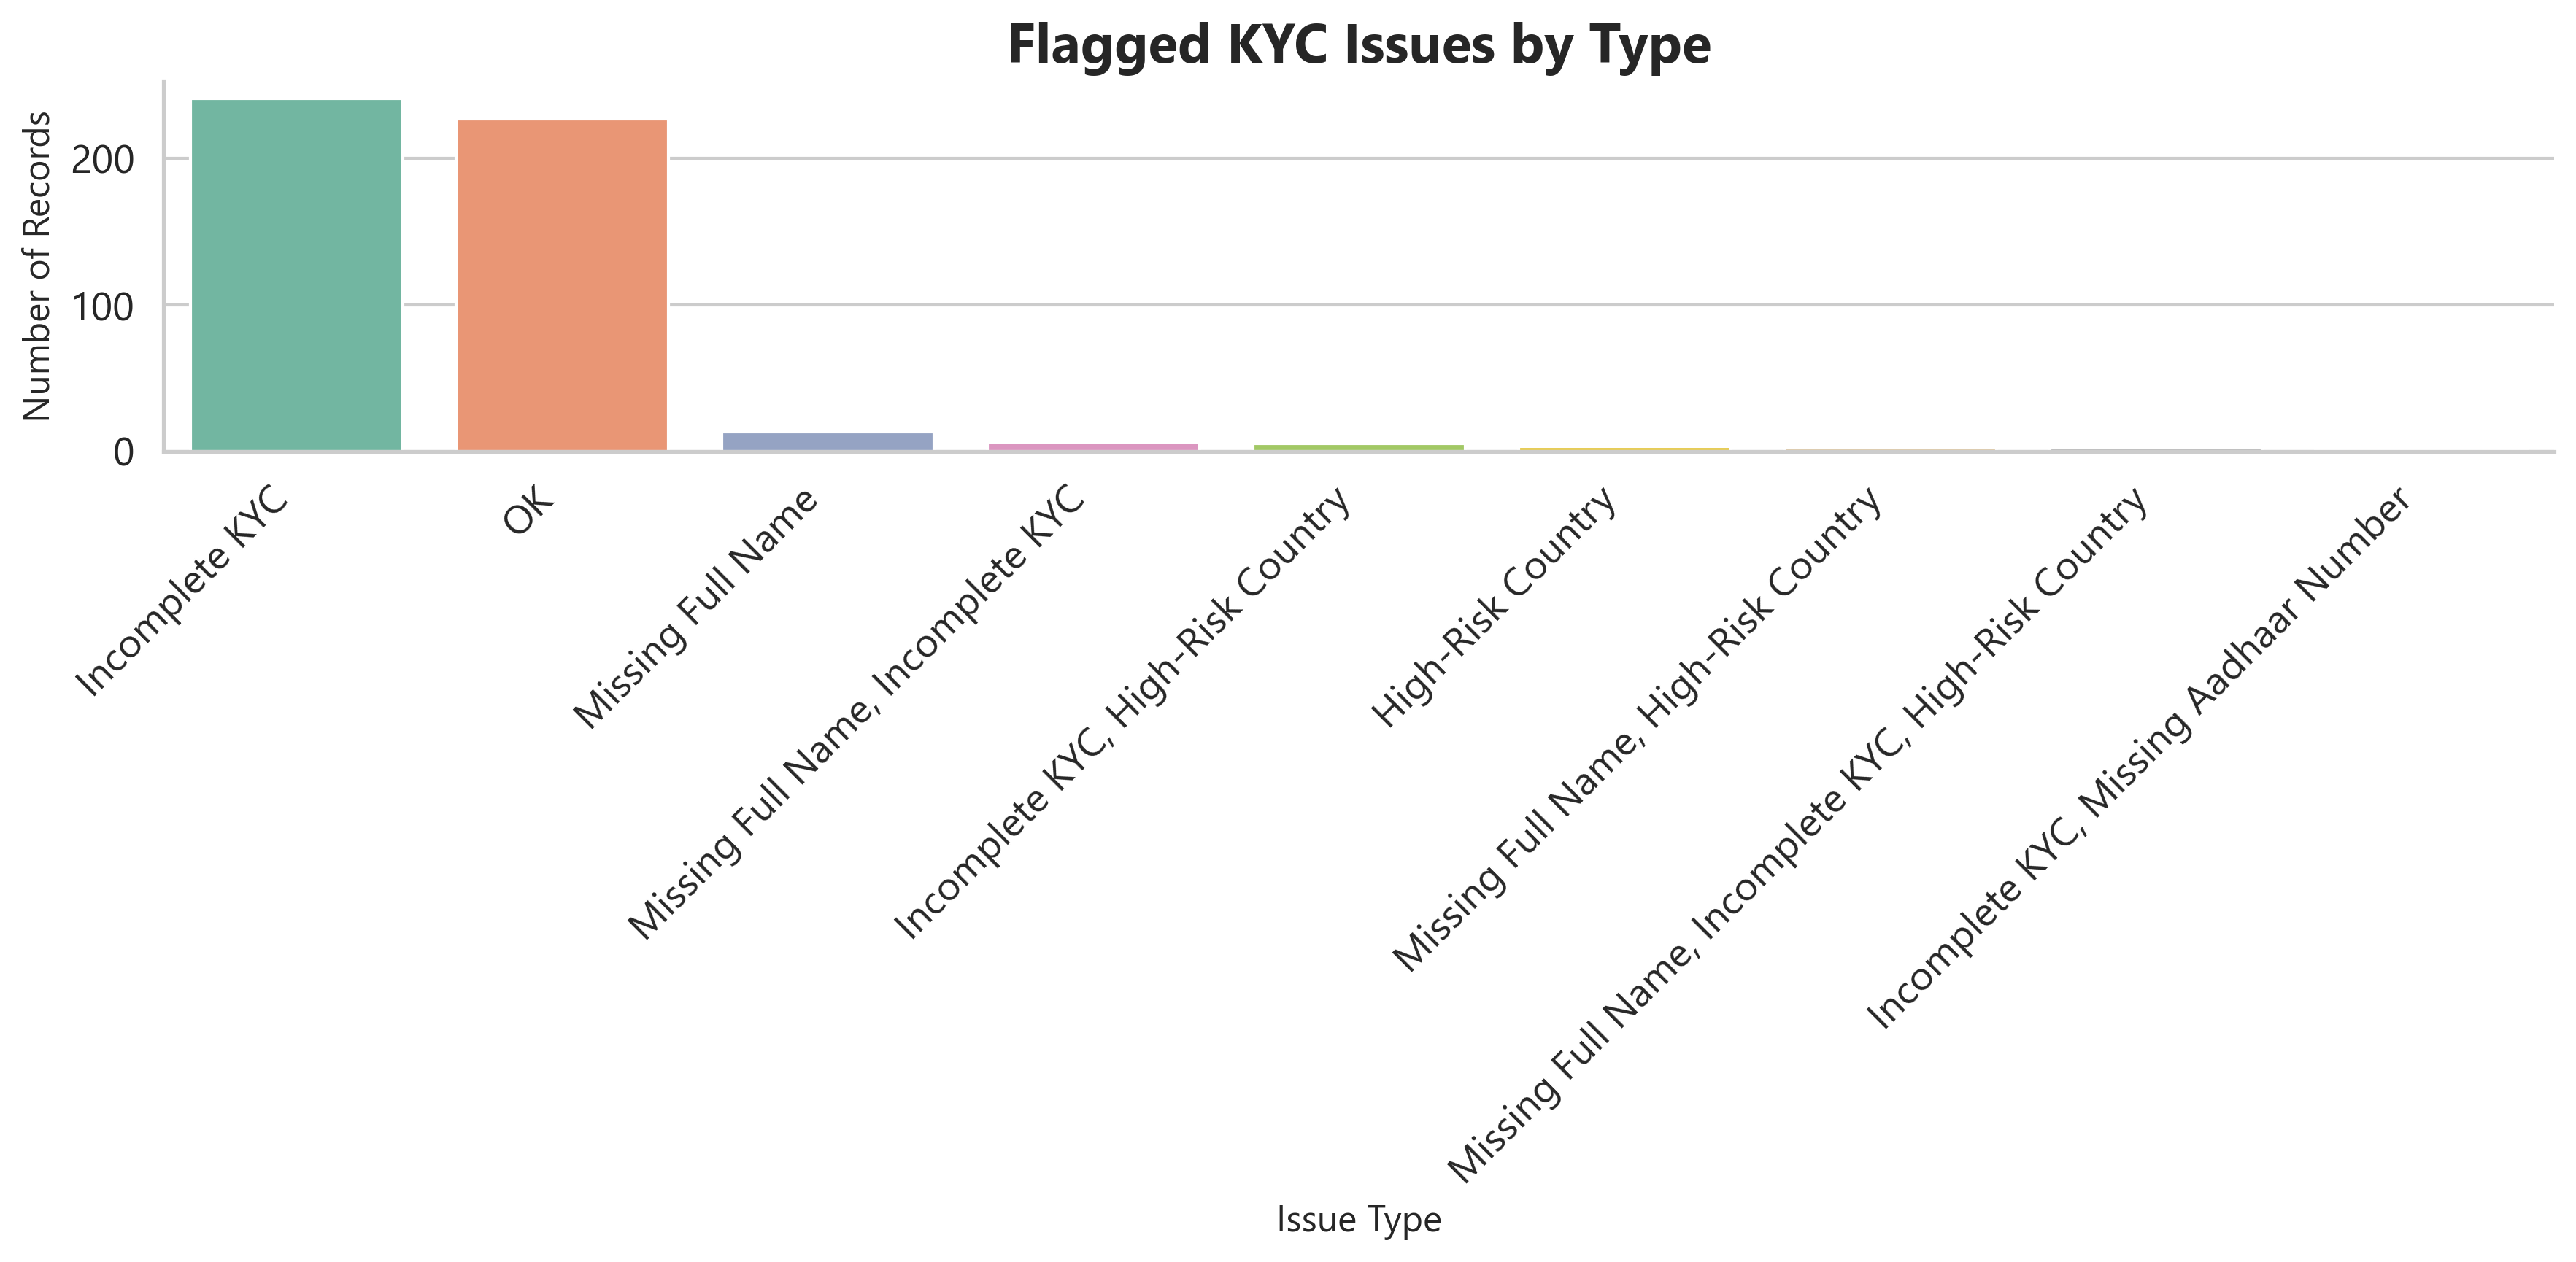 Flagged KYC Issues by Type
Number of Records
200
100
0
Incomplete KYC
OK
Missing Full Name
Missing Full Name, Incomplete KYC
Incomplete KYC, High-Risk Country
High-Risk Country
Missing Full Name, High-Risk Country
Missing Full Name, Incomplete KYC, High-Risk Country
Incomplete KYC, Missing Aadhaar Number
Issue Type